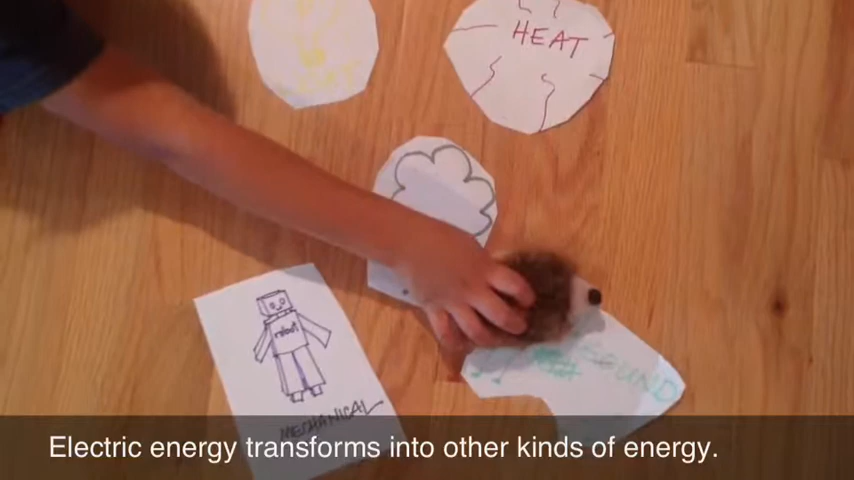 HEAT
robot
SOUND
MECHANICAL
Electric energy transforms into other kinds of energy.